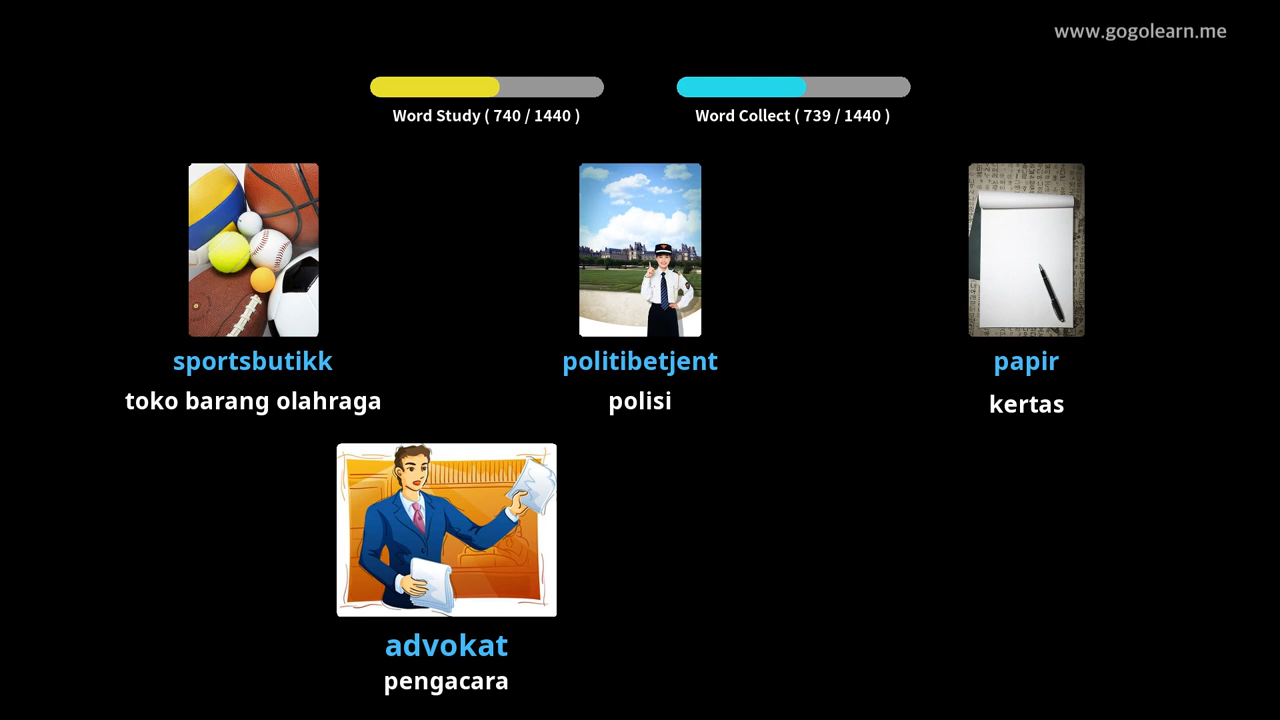 www.gogolearn.me
Word Study ( 740 / 1440 )
Word Collect ( 739 / 1440 )
sportsbutikk
politibetjent
papir
toko barang olahraga
polisi
kertas
advokat
pengacara